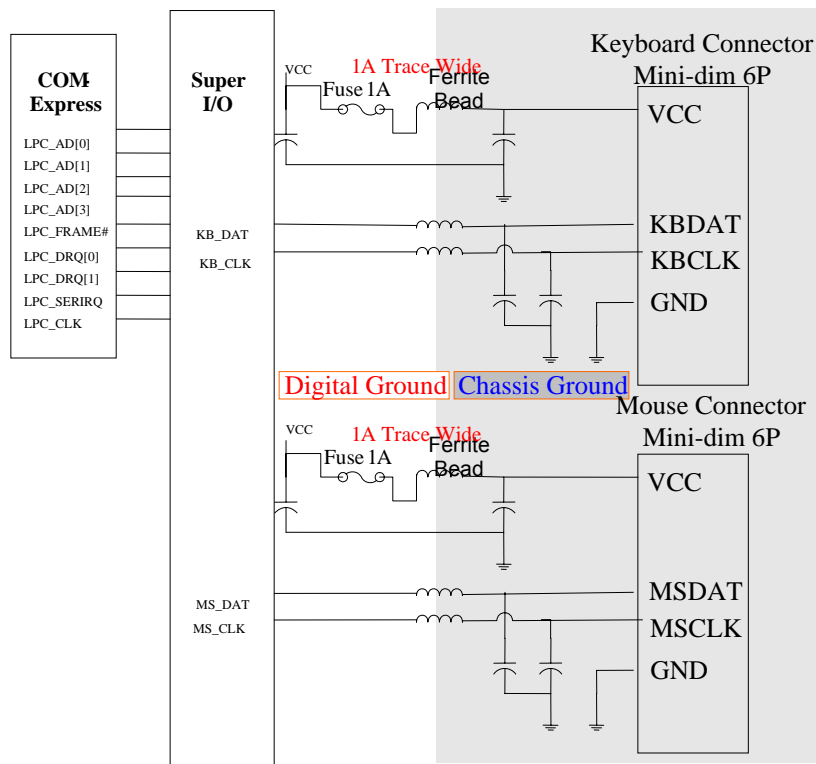 COM
Express
LPC_AD[0]
LPC_AD[1]
LPC_AD[2]
LPC_AD[3]
LPC_FRAME#
LPC_DRQ[0]
LPC_DRQ[1]
LPC_SERIRQ
LPC_CLK
Super
I/O
KB_DAT
KB_CLK
MS_DAT
MS_CLK
VCC
1A Trace Wide
Fuse 1A
Ferrite
Bead
Keyboard Connector
Mini-dim 6P
VCC
KBDAT
KBCLK
GND
Digital Ground
Chassis Ground
VCC
1A Trace Wide
Fuse 1A
Ferrite
Bead
Mouse Connector
Mini-dim 6P
VCC
MSDAT
MSCLK
GND